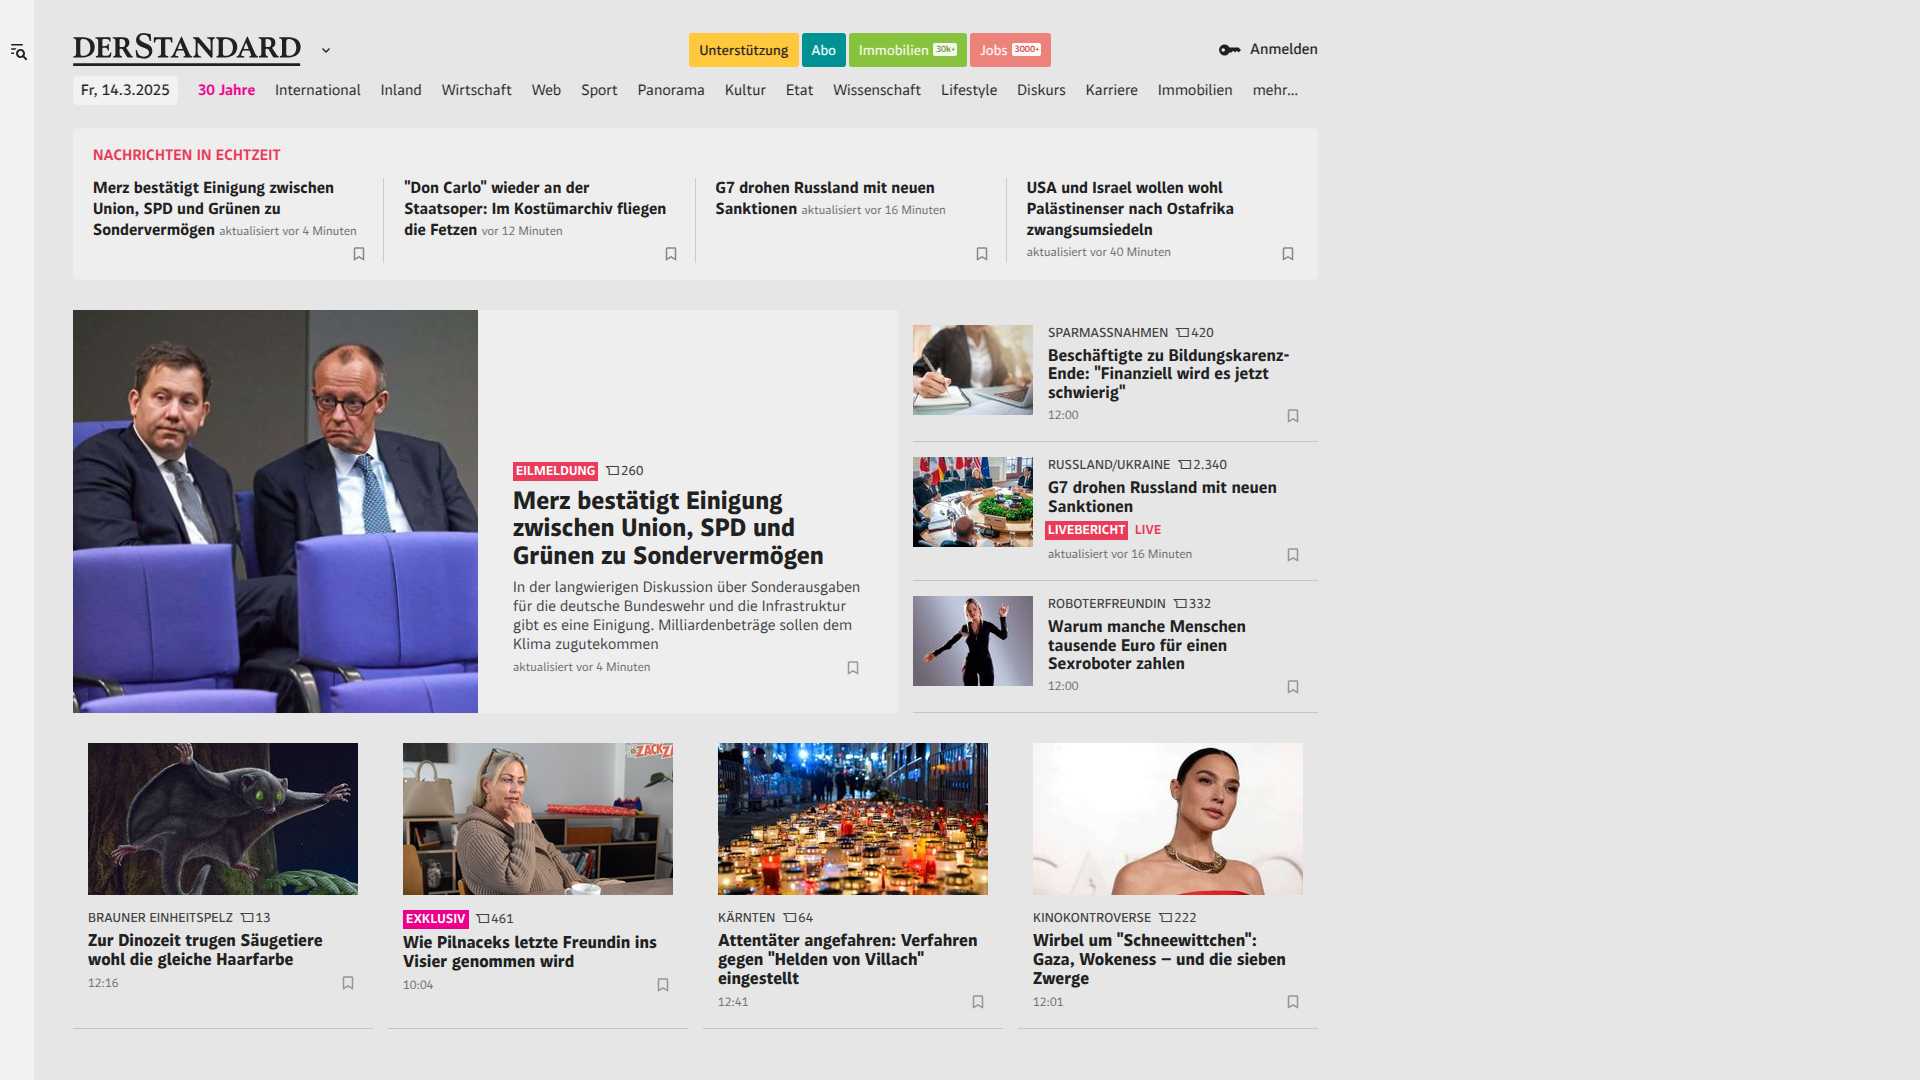 DERSTANDARD
Unterstützung
Abo
Immobilien 30k+
Jobs 3000+
Anmelden
Fr, 14.3.2025
30 Jahre
International
Inland
Wirtschaft
Web
Sport
Panorama
Kultur
Etat
Wissenschaft
Lifestyle
Diskurs
Karriere
Immobilien
mehr...
NACHRICHTEN IN ECHTZEIT
Merz bestätigt Einigung zwischen
Union, SPD und Grünen zu
Sondervermögen aktualisiert vor 4 Minuten
"Don Carlo" wieder an der
Staatsoper: Im Kostümarchiv fliegen
die Fetzen vor 12 Minuten
G7 drohen Russland mit neuen
Sanktionen aktualisiert vor 16 Minuten
USA und Israel wollen wohl
Palästinenser nach Ostafrika
zwangsumsiedeln
aktualisiert vor 40 Minuten
EILMELDUNG 260
Merz bestätigt Einigung
zwischen Union, SPD und
Grünen zu Sondervermögen
In der langwierigen Diskussion über Sonderausgaben
für die deutsche Bundeswehr und die Infrastruktur
gibt es eine Einigung. Milliardenbeträge sollen dem
Klima zugutekommen
aktualisiert vor 4 Minuten
SPARMASSNAHMEN 420
Beschäftigte zu Bildungskarenz-
Ende: "Finanziell wird es jetzt
schwierig"
12:00
RUSSLAND/UKRAINE 2.340
G7 drohen Russland mit neuen
Sanktionen
LIVEBERICHT LIVE
aktualisiert vor 16 Minuten
ROBOTERFREUNDIN 332
Warum manche Menschen
tausende Euro für einen
Sexroboter zahlen
12:00
BRAUNER EINHEITSPELZ 13
Zur Dinozeit trugen Säugetiere
wohl die gleiche Haarfarbe
12:16
ZACKZA
EXKLUSIV 461
Wie Pilnaceks letzte Freundin ins
Visier genommen wird
10:04
KÄRNTEN 64
Attentäter angefahren: Verfahren
gegen "Helden von Villach"
eingestellt
12:41
KINOKONTROVERSE 222
Wirbel um "Schneewittchen":
Gaza, Wokeness – und die sieben
Zwerge
12:01